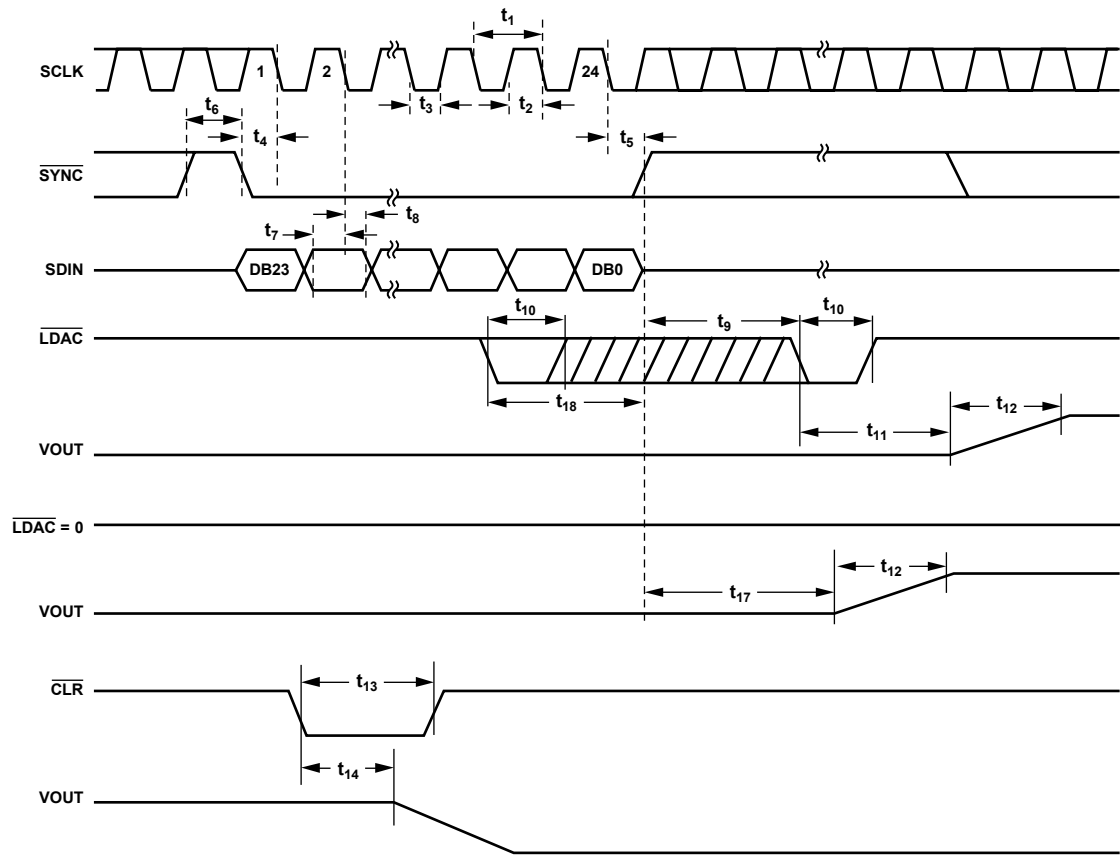 t1
SCLK
1
2
24
t3
t2
t6
t4
t5
SYNC
t7
t8
SDIN
DB23
DB0
t10
t9
t10
LDAC
t18
t12
t11
VOUT
LDAC = 0
t12
t17
VOUT
t13
CLR
t14
VOUT